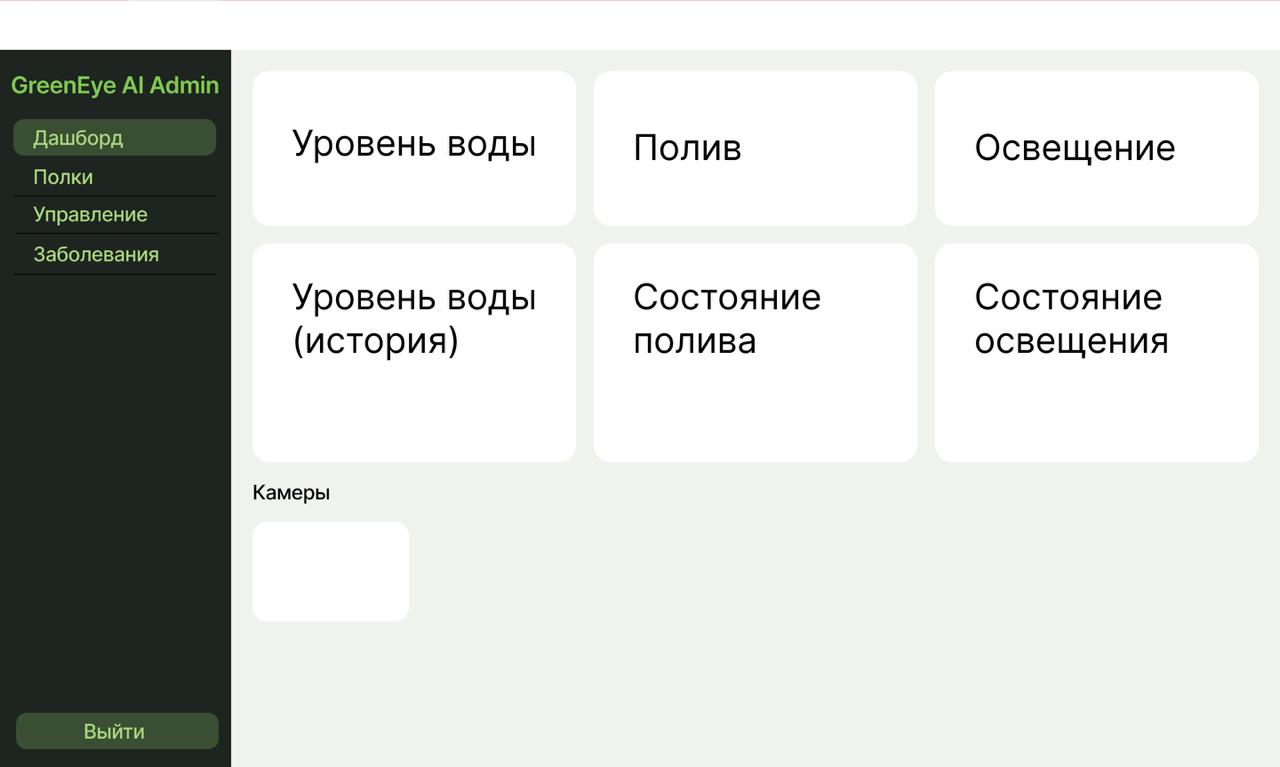 GreenEye AI Admin
Дашборд
Полки
Управление
Заболевания
Выйти
Уровень воды
Полив
Освещение
Уровень воды
(история)
Состояние
полива
Состояние
освещения
Камеры